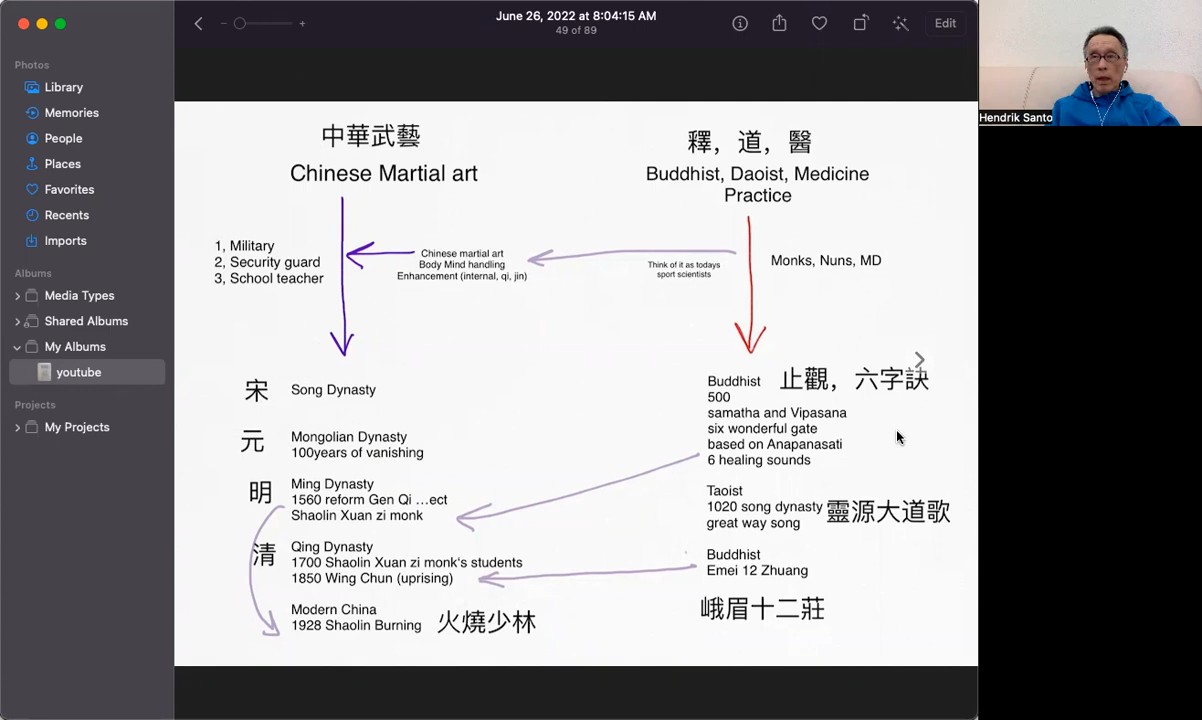 June 26, 2022 at 8:04:15 AM
49 of 89
Edit
Photos
Library
Memories
People
Places
Favorites
Recents
Imports
Albums
Media Types
Shared Albums
My Albums
youtube
Projects
My Projects
中華武藝
Chinese Martial art
1, Military
2, Security guard
3, School teacher
Chinese martial art
Body Mind handling
Enhancement (internal, qi, jin)
宋 Song Dynasty
元 Mongolian Dynasty
100years of vanishing
明 Ming Dynasty
1560 reform Gen Qi ...ect
Shaolin Xuan zi monk
清 Qing Dynasty
1700 Shaolin Xuan zi monk's students
1850 Wing Chun (uprising)
Modern China
1928 Shaolin Burning 火燒少林
釋，道，醫
Buddhist, Daoist, Medicine
Practice
Think of it as todays
sport scientists
Monks, Nuns, MD
Buddhist 止觀，六字訣
500
samatha and Vipasana
six wonderful gate
based on Anapanasati
6 healing sounds
Taoist
1020 song dynasty 靈源大道歌
great way song
Buddhist
Emei 12 Zhuang
峨眉十二莊
Hendrik Santo